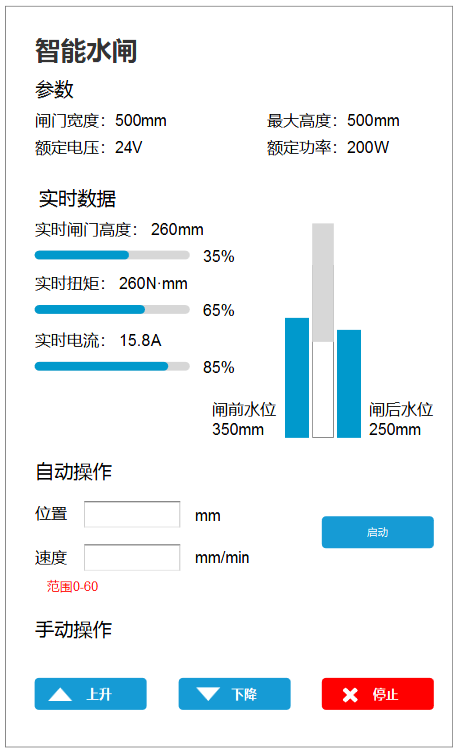 智能水闸
参数
闸门宽度：500mm 最大高度：500mm
额定电压：24V 额定功率：200W
实时数据
实时闸门高度： 260mm
35%
实时扭矩： 260N·mm
65%
实时电流： 15.8A
85%
闸前水位 闸后水位
350mm 250mm
自动操作
位置 mm
启动
速度 mm/min
范围0-60
手动操作
上升 下降 停止